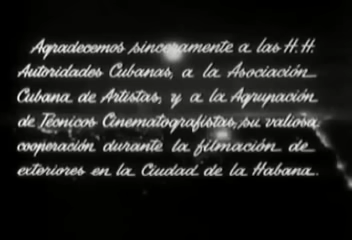 Agradecemos sinceramente a las H.H.
Autoridades Cubanas, a la Asociación
Cubana de Artistas, y a la Agrupación
de Técnicos Cinematografistas, su valiosa
cooperación durante la filmación de
exteriores en la Ciudad de la Habana.